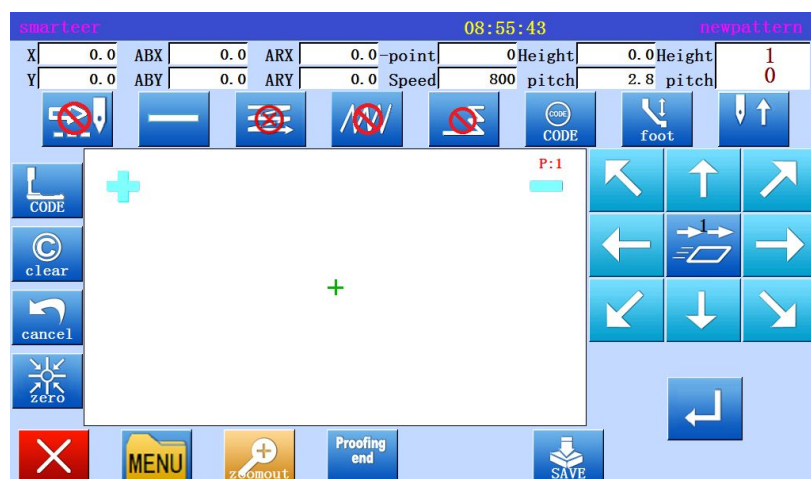 smarteer 08:55:43 newpattern
X 0.0 ABX 0.0 ARX 0.0 -point 0 Height 0.0 Height 1
Y 0.0 ABY 0.0 ARY 0.0 Speed 800 pitch 2.8 pitch 0
CODE
CODE
foot
P:1
CODE
1
C
clear
cancel
zero
MENU
zoomout
Proofing
end
SAVE